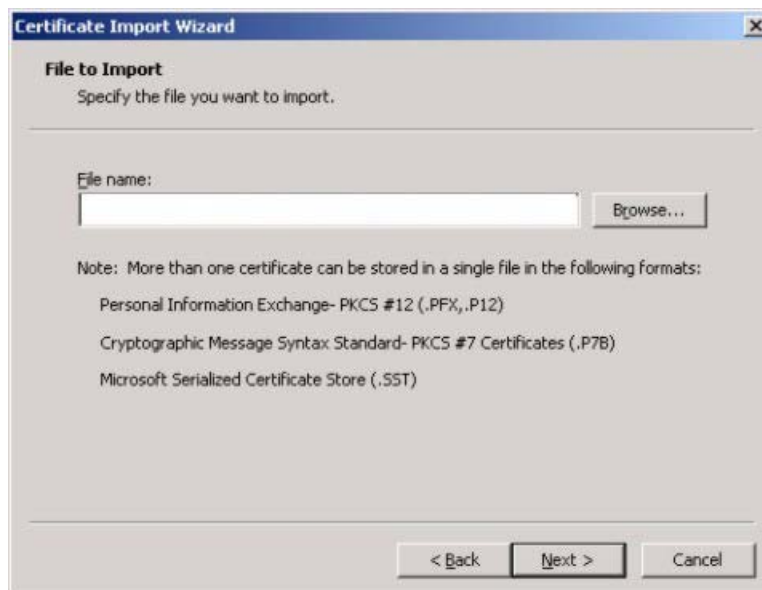 Certificate Import Wizard
File to Import
Specify the file you want to import.
File name:
Browse...
Note: More than one certificate can be stored in a single file in the following formats:
Personal Information Exchange- PKCS #12 (.PFX,.P12)
Cryptographic Message Syntax Standard- PKCS #7 Certificates (.P7B)
Microsoft Serialized Certificate Store (.SST)
< Back Next > Cancel